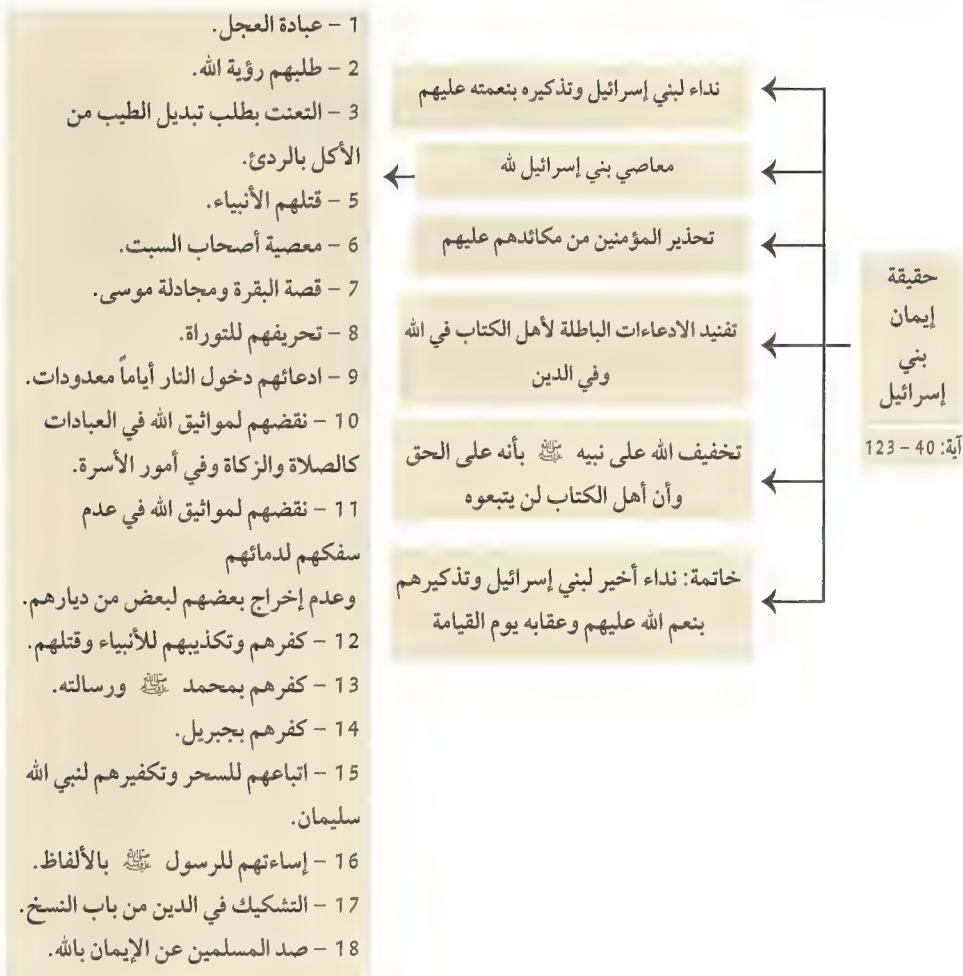 حقيقة
إيمان
بني
إسرائيل
آية: 40 – 123
نداء لبني إسرائيل وتذكيره بنعمته عليهم
معاصي بني إسرائيل لله
تحذير المؤمنين من مكائدهم عليهم
تفنيد الادعاءات الباطلة لأهل الكتاب في الله
وفي الدين
تخفيف الله على نبيه ﷺ بأنه على الحق
وأن أهل الكتاب لن يتبعوه
خاتمة: نداء أخير لبني إسرائيل وتذكيرهم
بنعم الله عليهم وعقابه يوم القيامة
1 – عبادة العجل.
2 – طلبهم رؤية الله.
3 – التعنت بطلب تبديل الطيب من
الأكل بالردئ.
5 – قتلهم الأنبياء.
6 – معصية أصحاب السبت.
7 – قصة البقرة ومجادلة موسى.
8 – تحريفهم للتوراة.
9 – ادعائهم دخول النار أياماً معدودات.
10 – نقضهم لمواثيق الله في العبادات
كالصلاة والزكاة وفي أمور الأسرة.
11 – نقضهم لمواثيق الله في عدم
سفكهم لدمائهم
وعدم إخراج بعضهم لبعض من ديارهم.
12 – كفرهم وتكذيبهم للأنبياء وقتلهم.
13 – كفرهم بمحمد ﷺ ورسالته.
14 – كفرهم بجبريل.
15 – اتباعهم للسحر وتكفيرهم لنبي الله
سليمان.
16 – إساءتهم للرسول ﷺ بالألفاظ.
17 – التشكيك في الدين من باب النسخ.
18 – صد المسلمين عن الإيمان بالله.